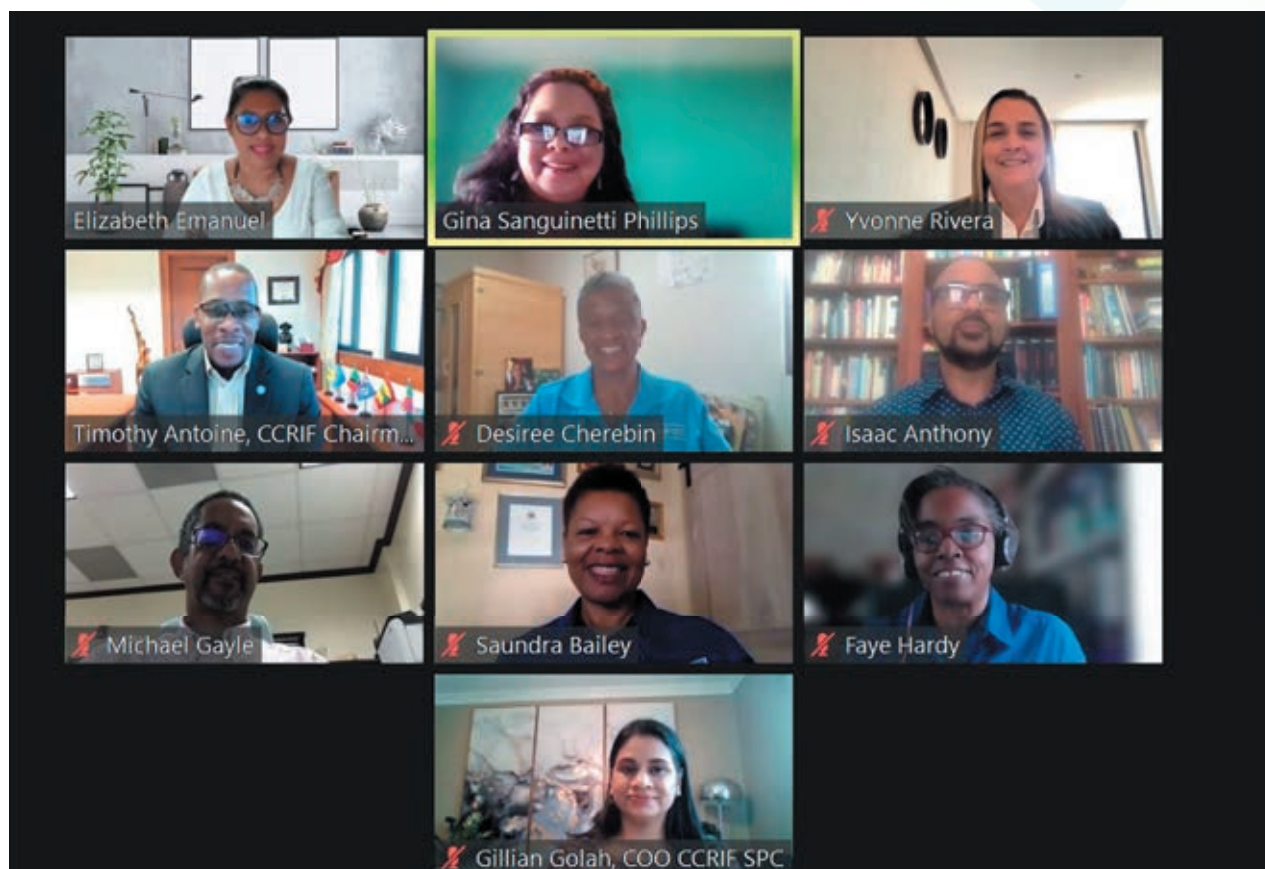 Elizabeth Emanuel
Gina Sanguinetti Phillips
Yvonne Rivera
Timothy Antoine, CCRIF Chairm...
Desiree Cherebin
Isaac Anthony
Michael Gayle
Saundra Bailey
Faye Hardy
Gillian Golah, COO CCRIF SPC